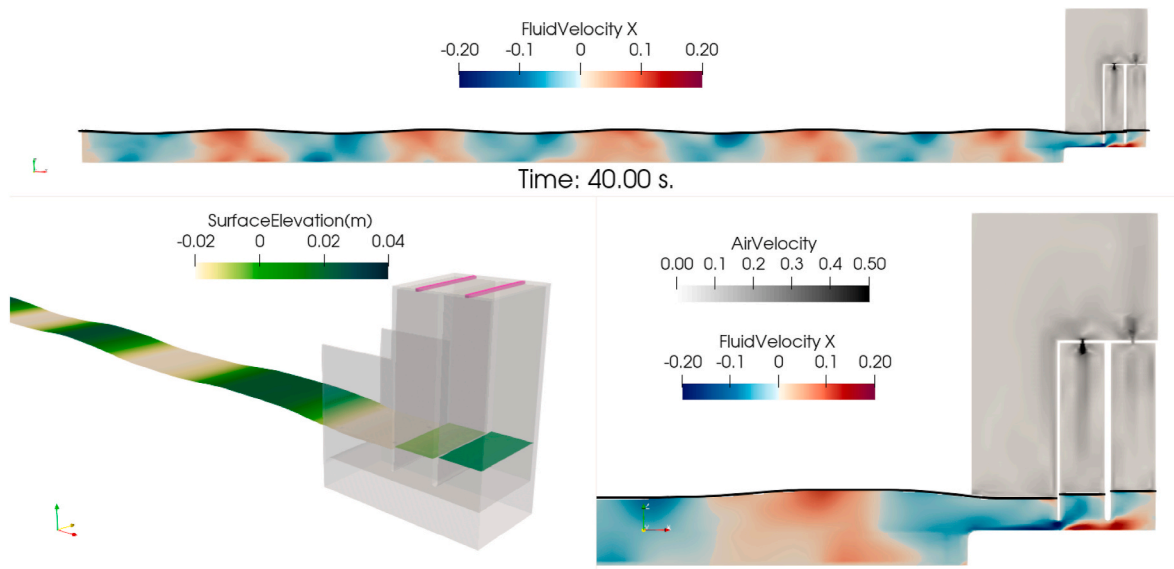 FluidVelocity X
-0.20 -0.1 0 0.1 0.20
Time: 40.00 s.
SurfaceElevation(m)
-0.02 0 0.02 0.04
AirVelocity
0.00 0.1 0.2 0.3 0.50
FluidVelocity X
-0.20 -0.1 0 0.1 0.20